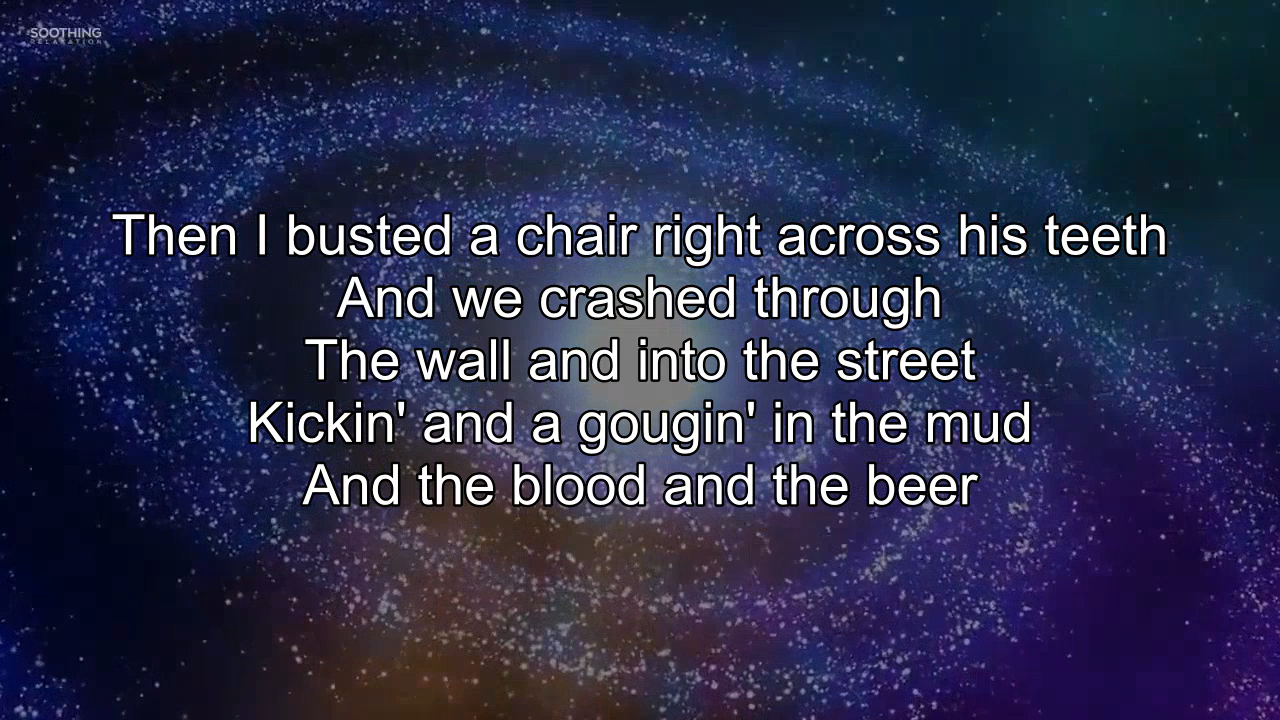 SOOTHING
RELAXATION
Then I busted a chair right across his teeth
And we crashed through
The wall and into the street
Kickin' and a gougin' in the mud
And the blood and the beer